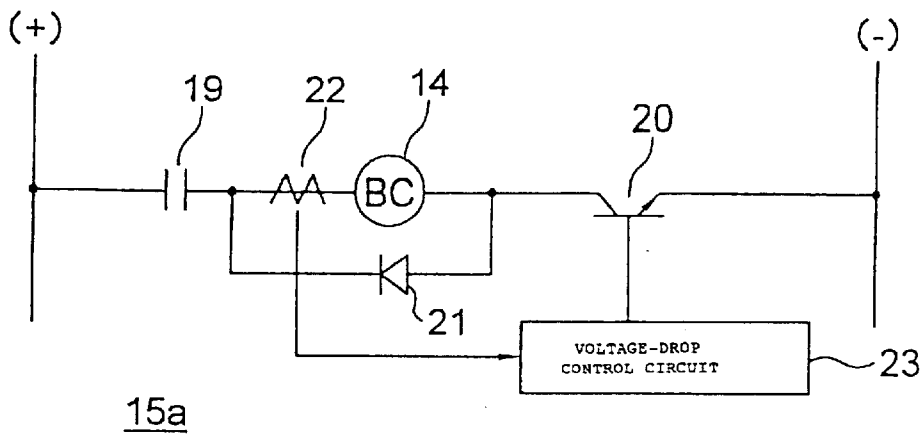 (+)
(-)
19
22
14
20
BC
21
VOLTAGE-DROP
CONTROL CIRCUIT
23
15a